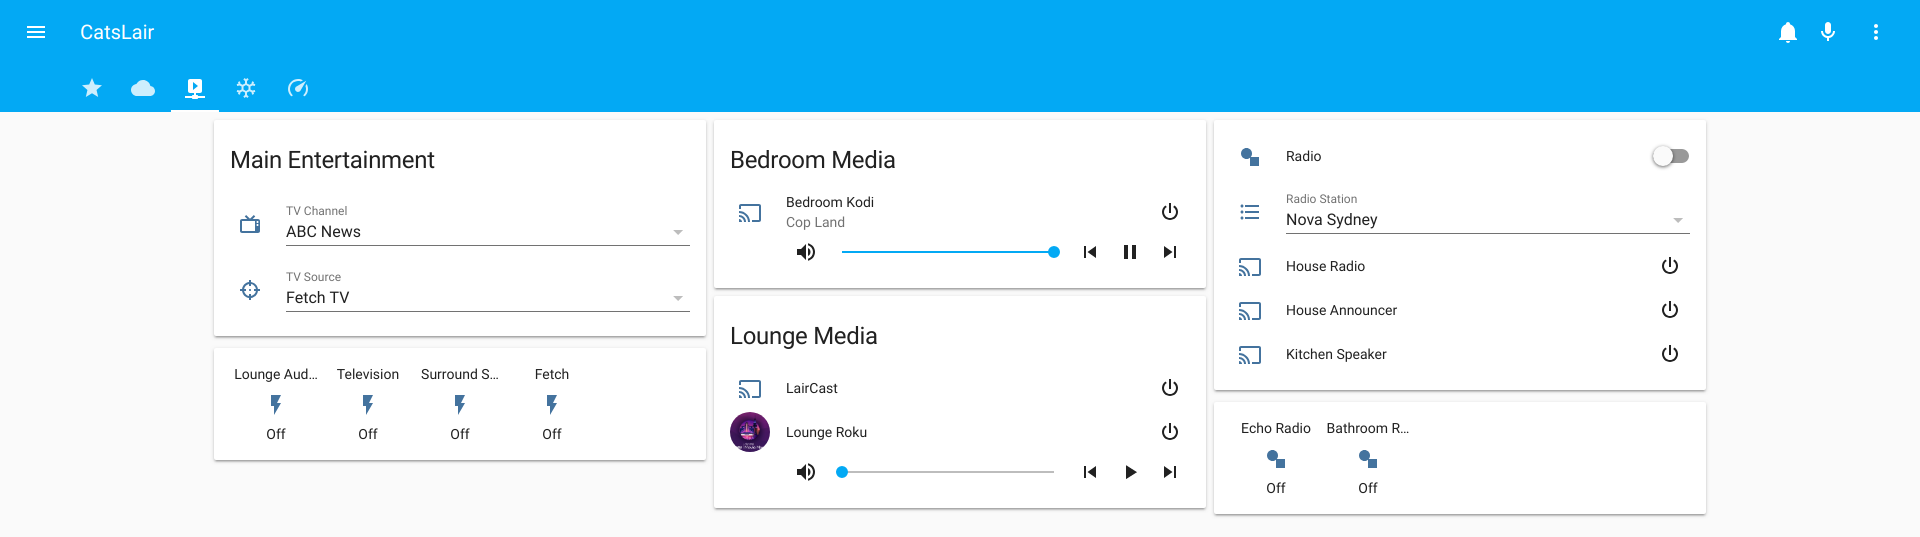 CatsLair
Main Entertainment
TV Channel
ABC News
TV Source
Fetch TV
Lounge Aud... Television Surround S... Fetch
Off Off Off Off
Bedroom Media
Bedroom Kodi
Cop Land
Lounge Media
LairCast
Lounge Roku
Radio
Radio Station
Nova Sydney
House Radio
House Announcer
Kitchen Speaker
Echo Radio Bathroom R...
Off Off